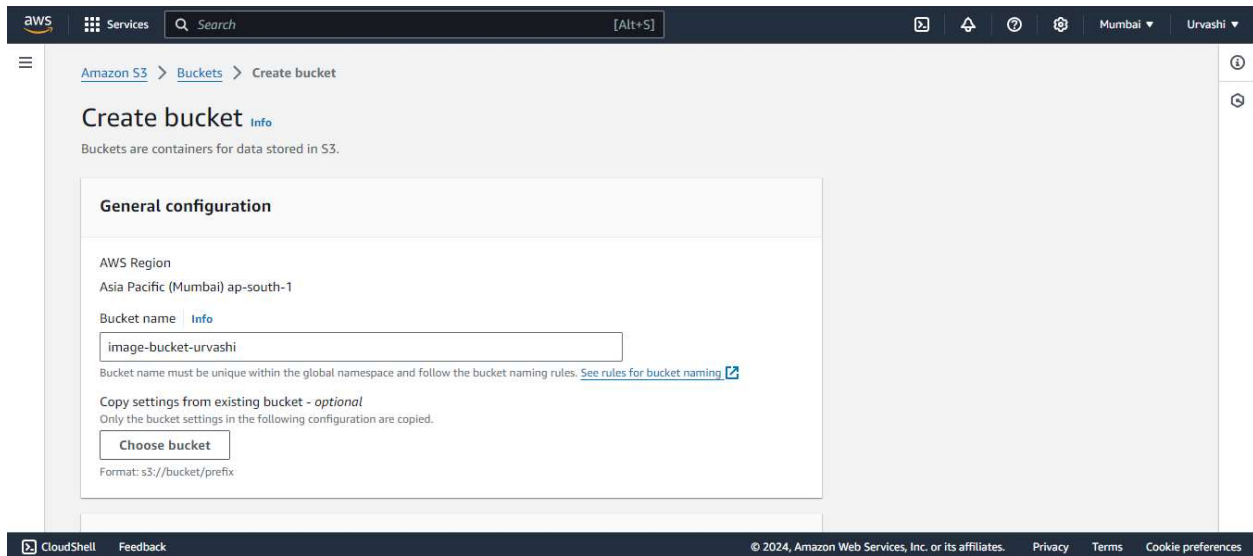 aws Services Search [Alt+S] Mumbai ▼ Urvashi ▼
Amazon S3 > Buckets > Create bucket
Create bucket Info
Buckets are containers for data stored in S3.
General configuration
AWS Region
Asia Pacific (Mumbai) ap-south-1
Bucket name Info
image-bucket-urvashi
Bucket name must be unique within the global namespace and follow the bucket naming rules. See rules for bucket naming
Copy settings from existing bucket - optional
Only the bucket settings in the following configuration are copied.
Choose bucket
Format: s3://bucket/prefix
CloudShell Feedback © 2024, Amazon Web Services, Inc. or its affiliates. Privacy Terms Cookie preferences